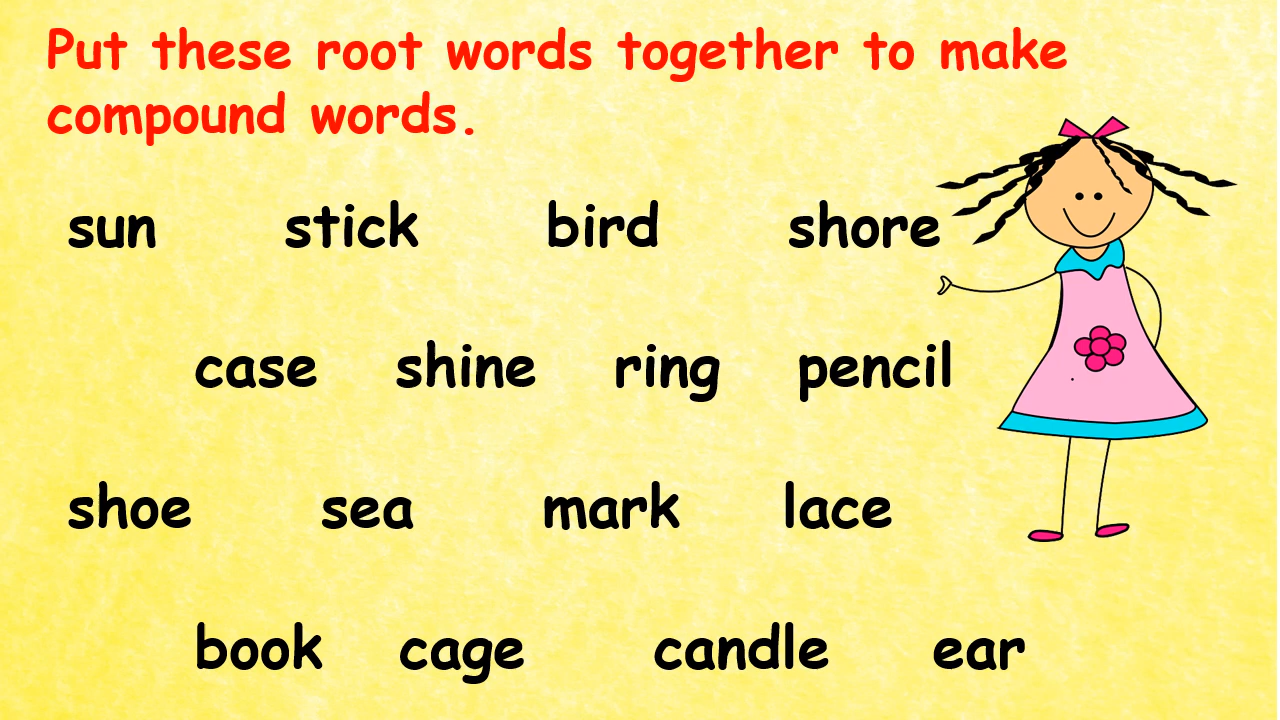 Put these root words together to make
compound words.
sun stick bird shore
case shine ring pencil
shoe sea mark lace
book cage candle ear